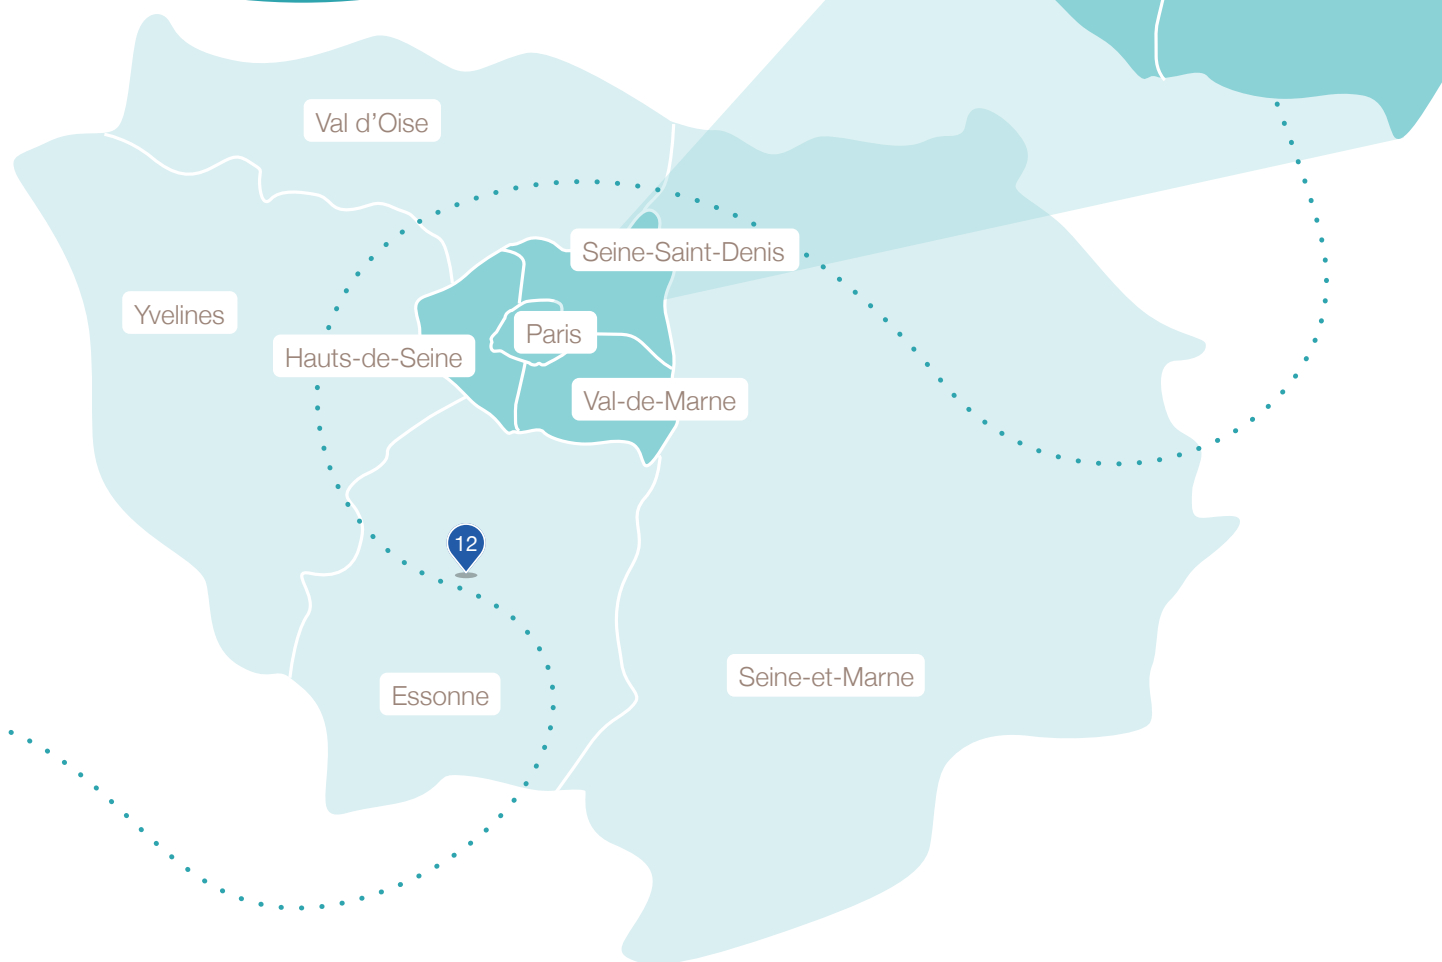 Val d’Oise
Seine-Saint-Denis
Yvelines
Paris
Hauts-de-Seine
Val-de-Marne
12
Essonne
Seine-et-Marne